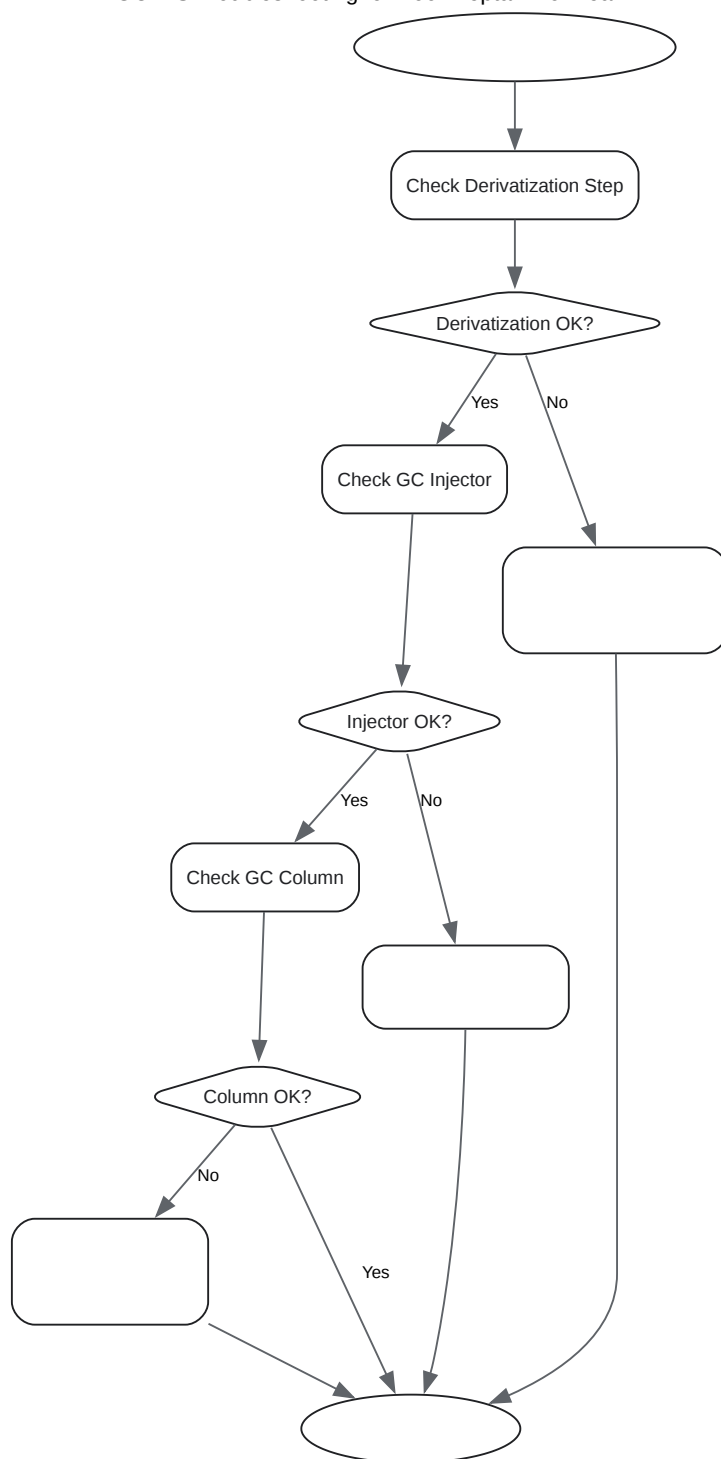 Check Derivatization Step
Derivatization OK?
Yes
No
Check GC Injector
Injector OK?
Yes
No
Check GC Column
Column OK?
No
Yes